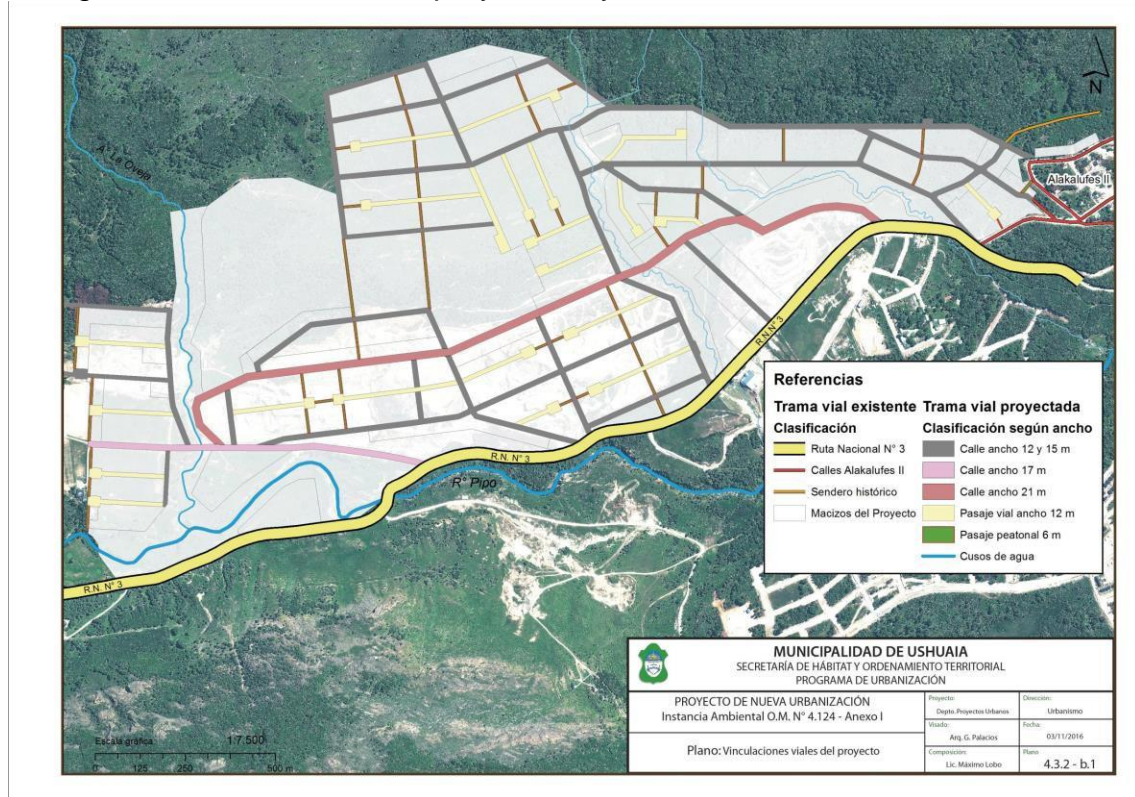 N
A° La Oveja
Alakalufes II
R.N. N° 3
R.N. N° 3
R° Pipo
R.N. N° 3
Referencias
Trama vial existente
Clasificación
Ruta Nacional N° 3
Calles Alakalufes II
Sendero histórico
Macizos del Proyecto
Trama vial proyectada
Clasificación según ancho
Calle ancho 12 y 15 m
Calle ancho 17 m
Calle ancho 21 m
Pasaje vial ancho 12 m
Pasaje peatonal 6 m
Cusos de agua
Escala gráfica 1:7.500
0 125 250 500 m
MUNICIPALIDAD DE USHUAIA
SECRETARÍA DE HÁBITAT Y ORDENAMIENTO TERRITORIAL
PROGRAMA DE URBANIZACIÓN
PROYECTO DE NUEVA URBANIZACIÓN
Instancia Ambiental O.M. N° 4.124 - Anexo I
Plano: Vinculaciones viales del proyecto
Proyecto:
Depto. Proyectos Urbanos
Dirección:
Urbanismo
Visado:
Arq. G. Palacios
Fecha:
03/11/2016
Composición:
Lic. Máximo Lobo
Plano
4.3.2 - b.1